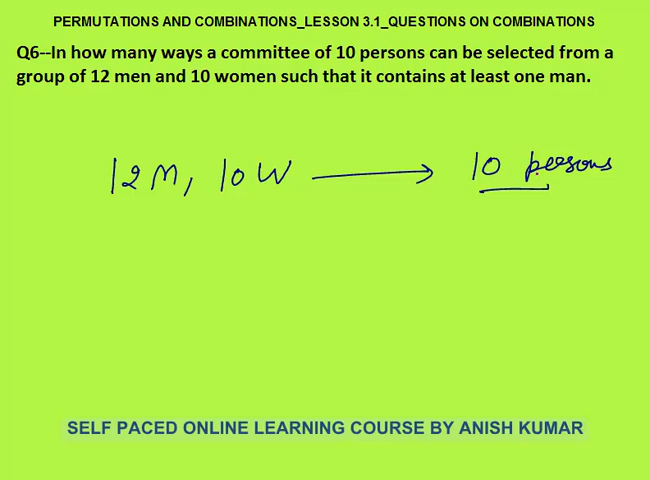 PERMUTATIONS AND COMBINATIONS_LESSON 3.1_QUESTIONS ON COMBINATIONS
Q6--In how many ways a committee of 10 persons can be selected from a
group of 12 men and 10 women such that it contains at least one man.
12 M, 10 W ⟶ 10 persons
SELF PACED ONLINE LEARNING COURSE BY ANISH KUMAR